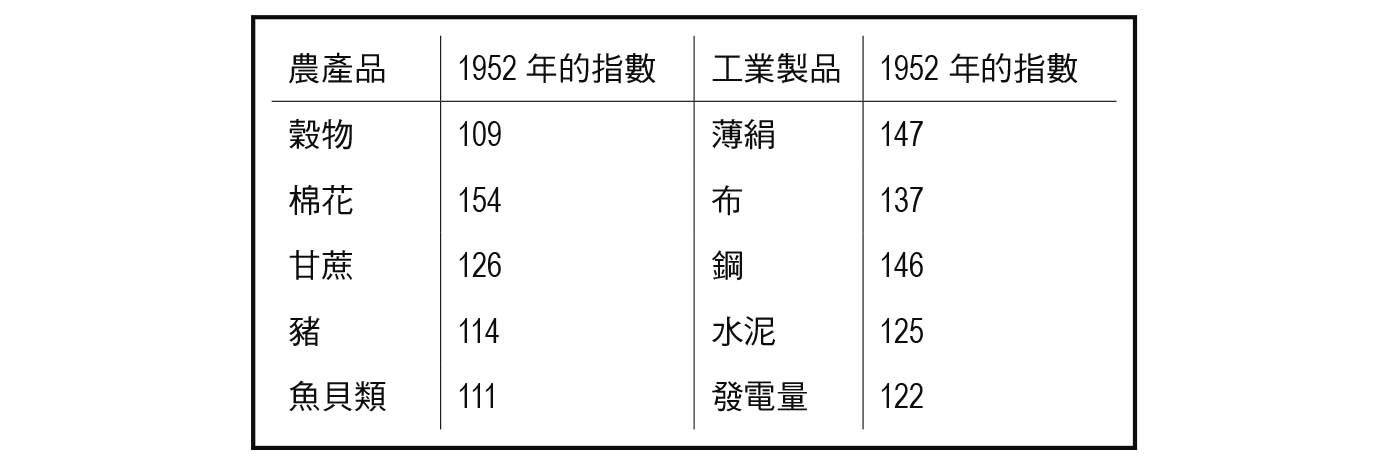 農產品 1952 年的指數 工業製品 1952 年的指數
穀物 109 薄絹 147
棉花 154 布 137
甘蔗 126 鋼 146
豬 114 水泥 125
魚貝類 111 發電量 122